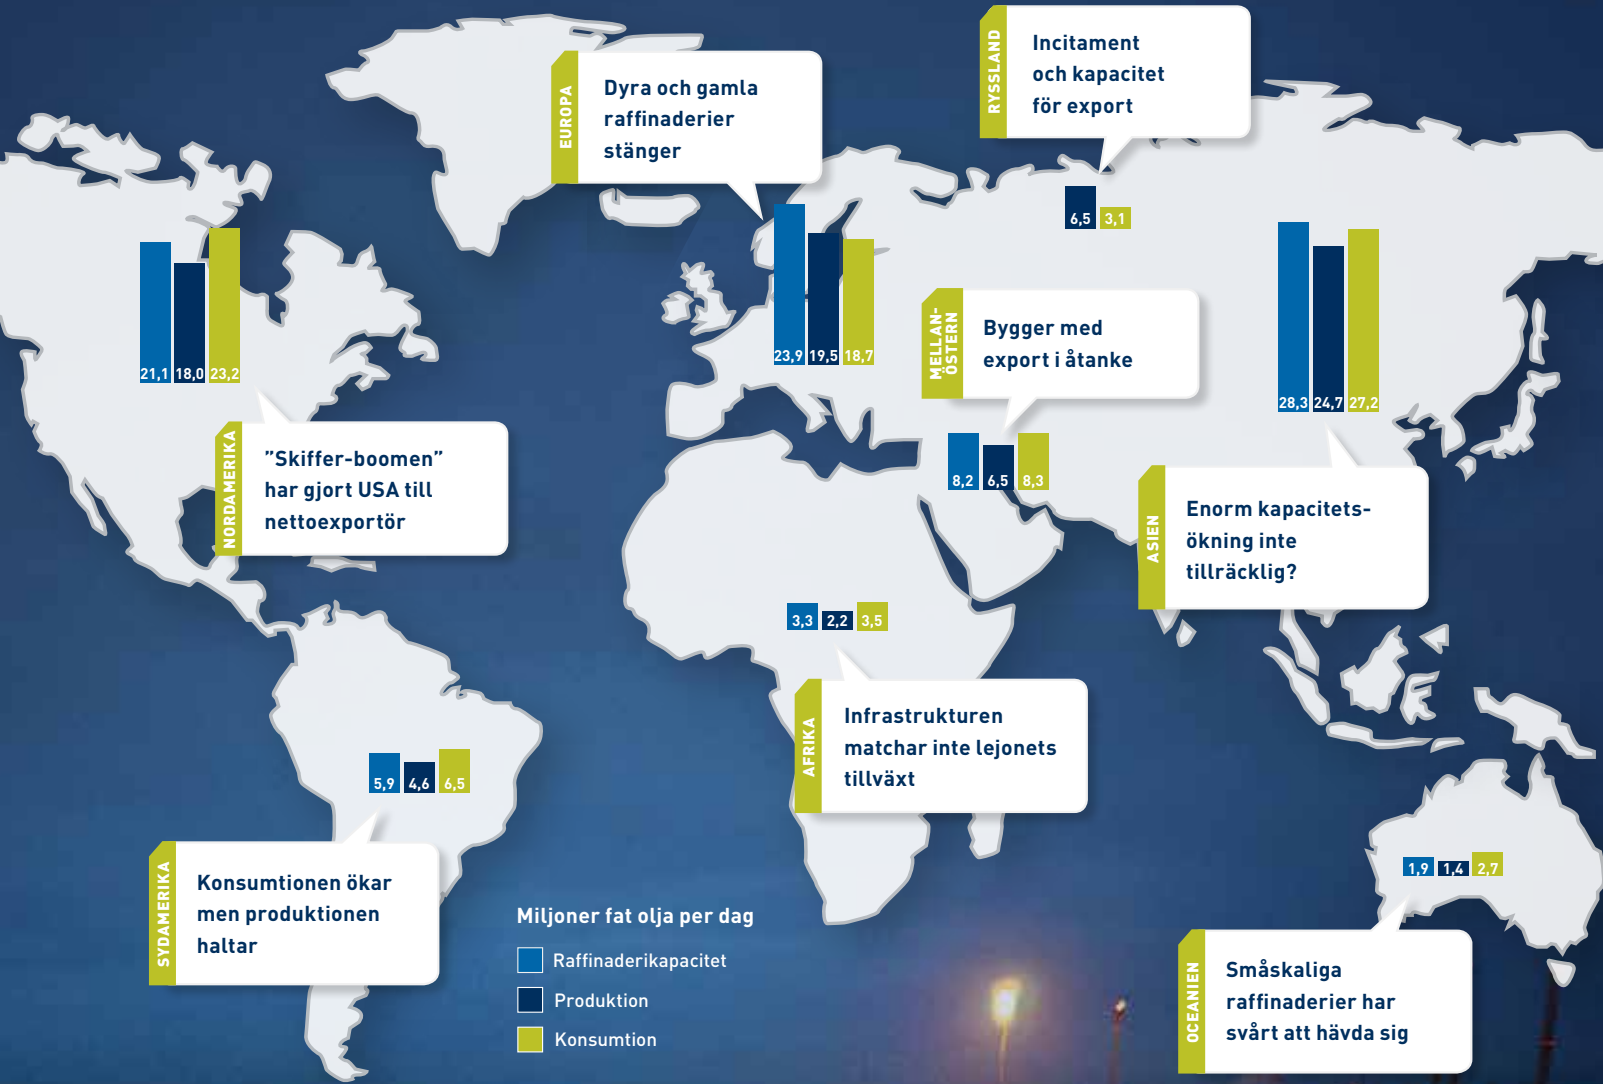 RYSSLAND
Incitament
och kapacitet
för export
6,5 3,1
EUROPA
Dyra och gamla
raffinaderier
stänger
23,9 19,5 18,7
21,1 18,0 23,2
NORDAMERIKA
”Skiffer-boomen”
har gjort USA till
nettoexportör
MELLAN-
ÖSTERN
Bygger med
export i åtanke
8,2 6,5 8,3
28,3 24,7 27,2
ASIEN
Enorm kapacitets-
ökning inte
tillräcklig?
3,3 2,2 3,5
AFRIKA
Infrastrukturen
matchar inte lejonets
tillväxt
5,9 4,6 6,5
SYDAMERIKA
Konsumtionen ökar
men produktionen
haltar
1,9 1,4 2,7
OCEANIEN
Småskaliga
raffinaderier har
svårt att hävda sig
Miljoner fat olja per dag
Raffinaderikapacitet
Produktion
Konsumtion